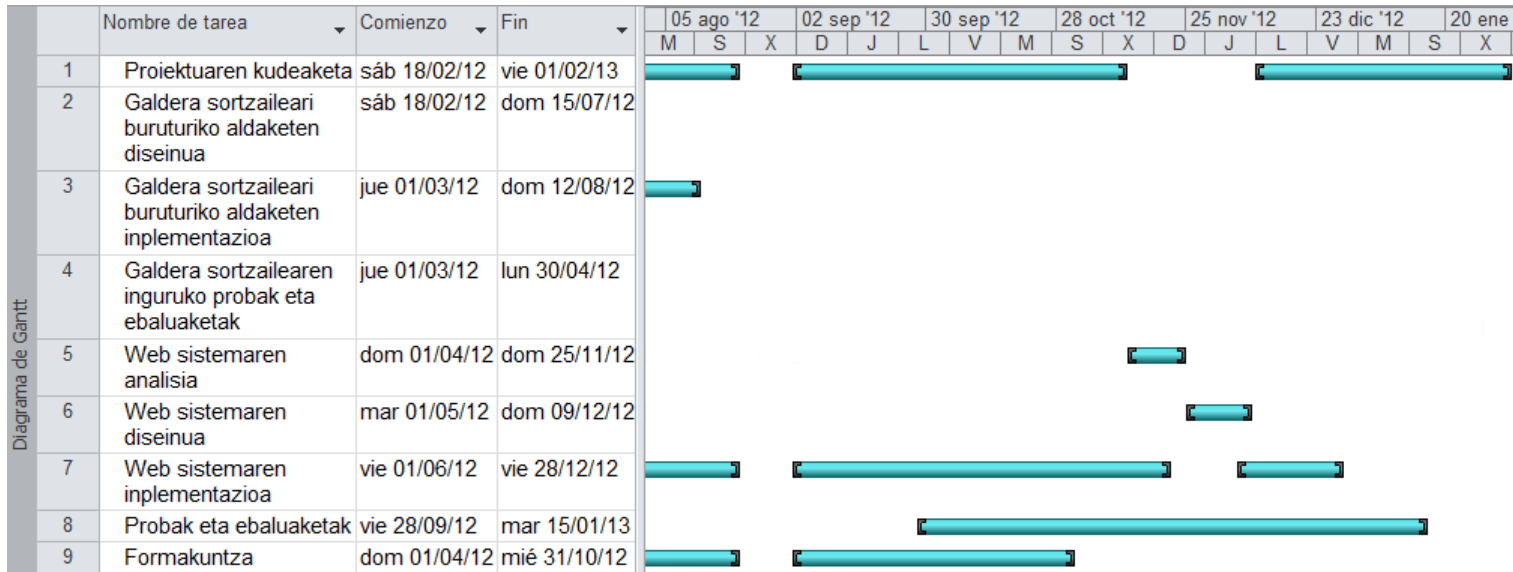 Nombre de tarea Comienzo Fin 05 ago '12 02 sep '12 30 sep '12 28 oct '12 25 nov '12 23 dic '12 20 ene
M S X D J L V M S X D J L V M S X
1 Proiektuaren kudeaketa sáb 18/02/12 vie 01/02/13
2 Galdera sortzaileari sáb 18/02/12 dom 15/07/12
buruturiko aldaketen
diseinua
3 Galdera sortzaileari jue 01/03/12 dom 12/08/12
buruturiko aldaketen
inplementazioa
4 Galdera sortzailearen jue 01/03/12 lun 30/04/12
inguruko probak eta
ebaluaketak
5 Web sistemaren dom 01/04/12 dom 25/11/12
analisia
6 Web sistemaren mar 01/05/12 dom 09/12/12
diseinua
7 Web sistemaren vie 01/06/12 vie 28/12/12
inplementazioa
8 Probak eta ebaluaketak vie 28/09/12 mar 15/01/13
9 Formakuntza dom 01/04/12 mié 31/10/12
Diagrama de Gantt